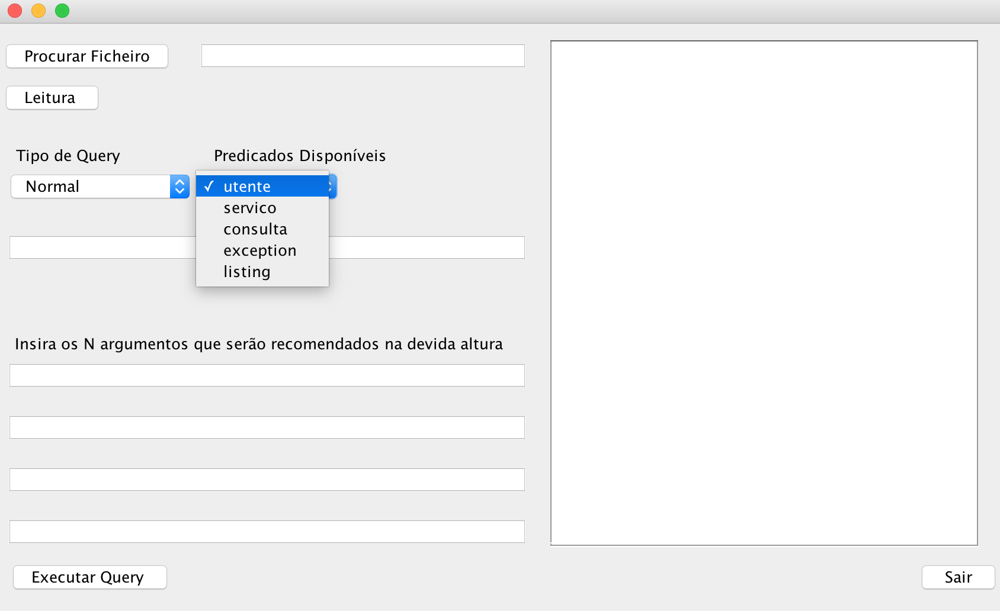 Procurar Ficheiro
Leitura
Tipo de Query
Predicados Disponíveis
Normal
✓ utente
servico
consulta
exception
listing
Insira os N argumentos que serão recomendados na devida altura
Executar Query
Sair